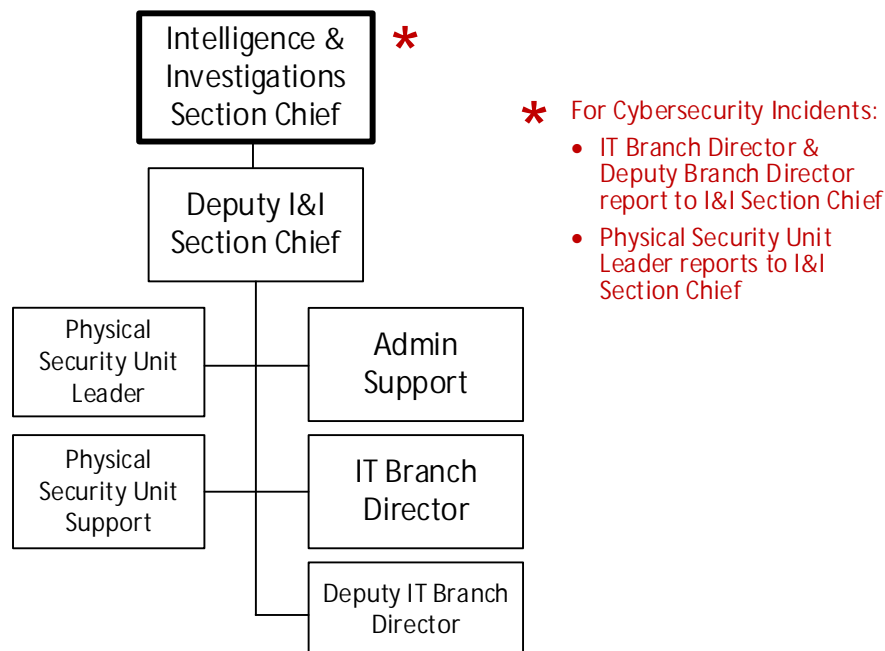 Intelligence &
Investigations
Section Chief
*
Deputy I&I
Section Chief
Physical
Security Unit
Leader
Admin
Support
Physical
Security Unit
Support
IT Branch
Director
Deputy IT Branch
Director
* For Cybersecurity Incidents:
• IT Branch Director &
Deputy Branch Director
report to I&I Section Chief
• Physical Security Unit
Leader reports to I&I
Section Chief